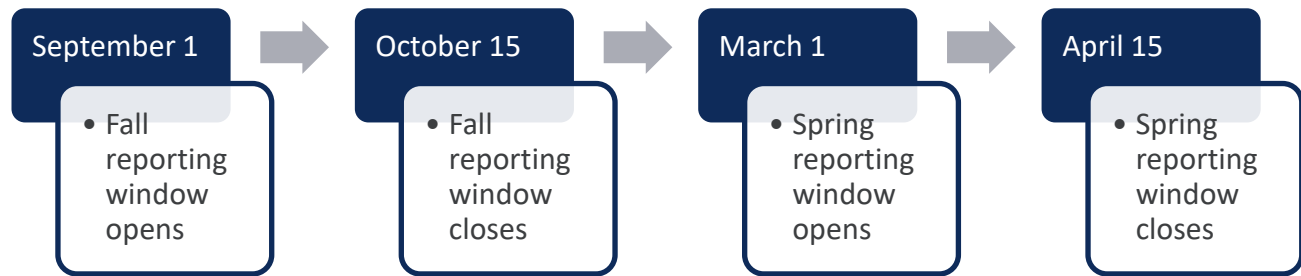 September 1
• Fall
reporting
window
opens
October 15
• Fall
reporting
window
closes
March 1
• Spring
reporting
window
opens
April 15
• Spring
reporting
window
closes